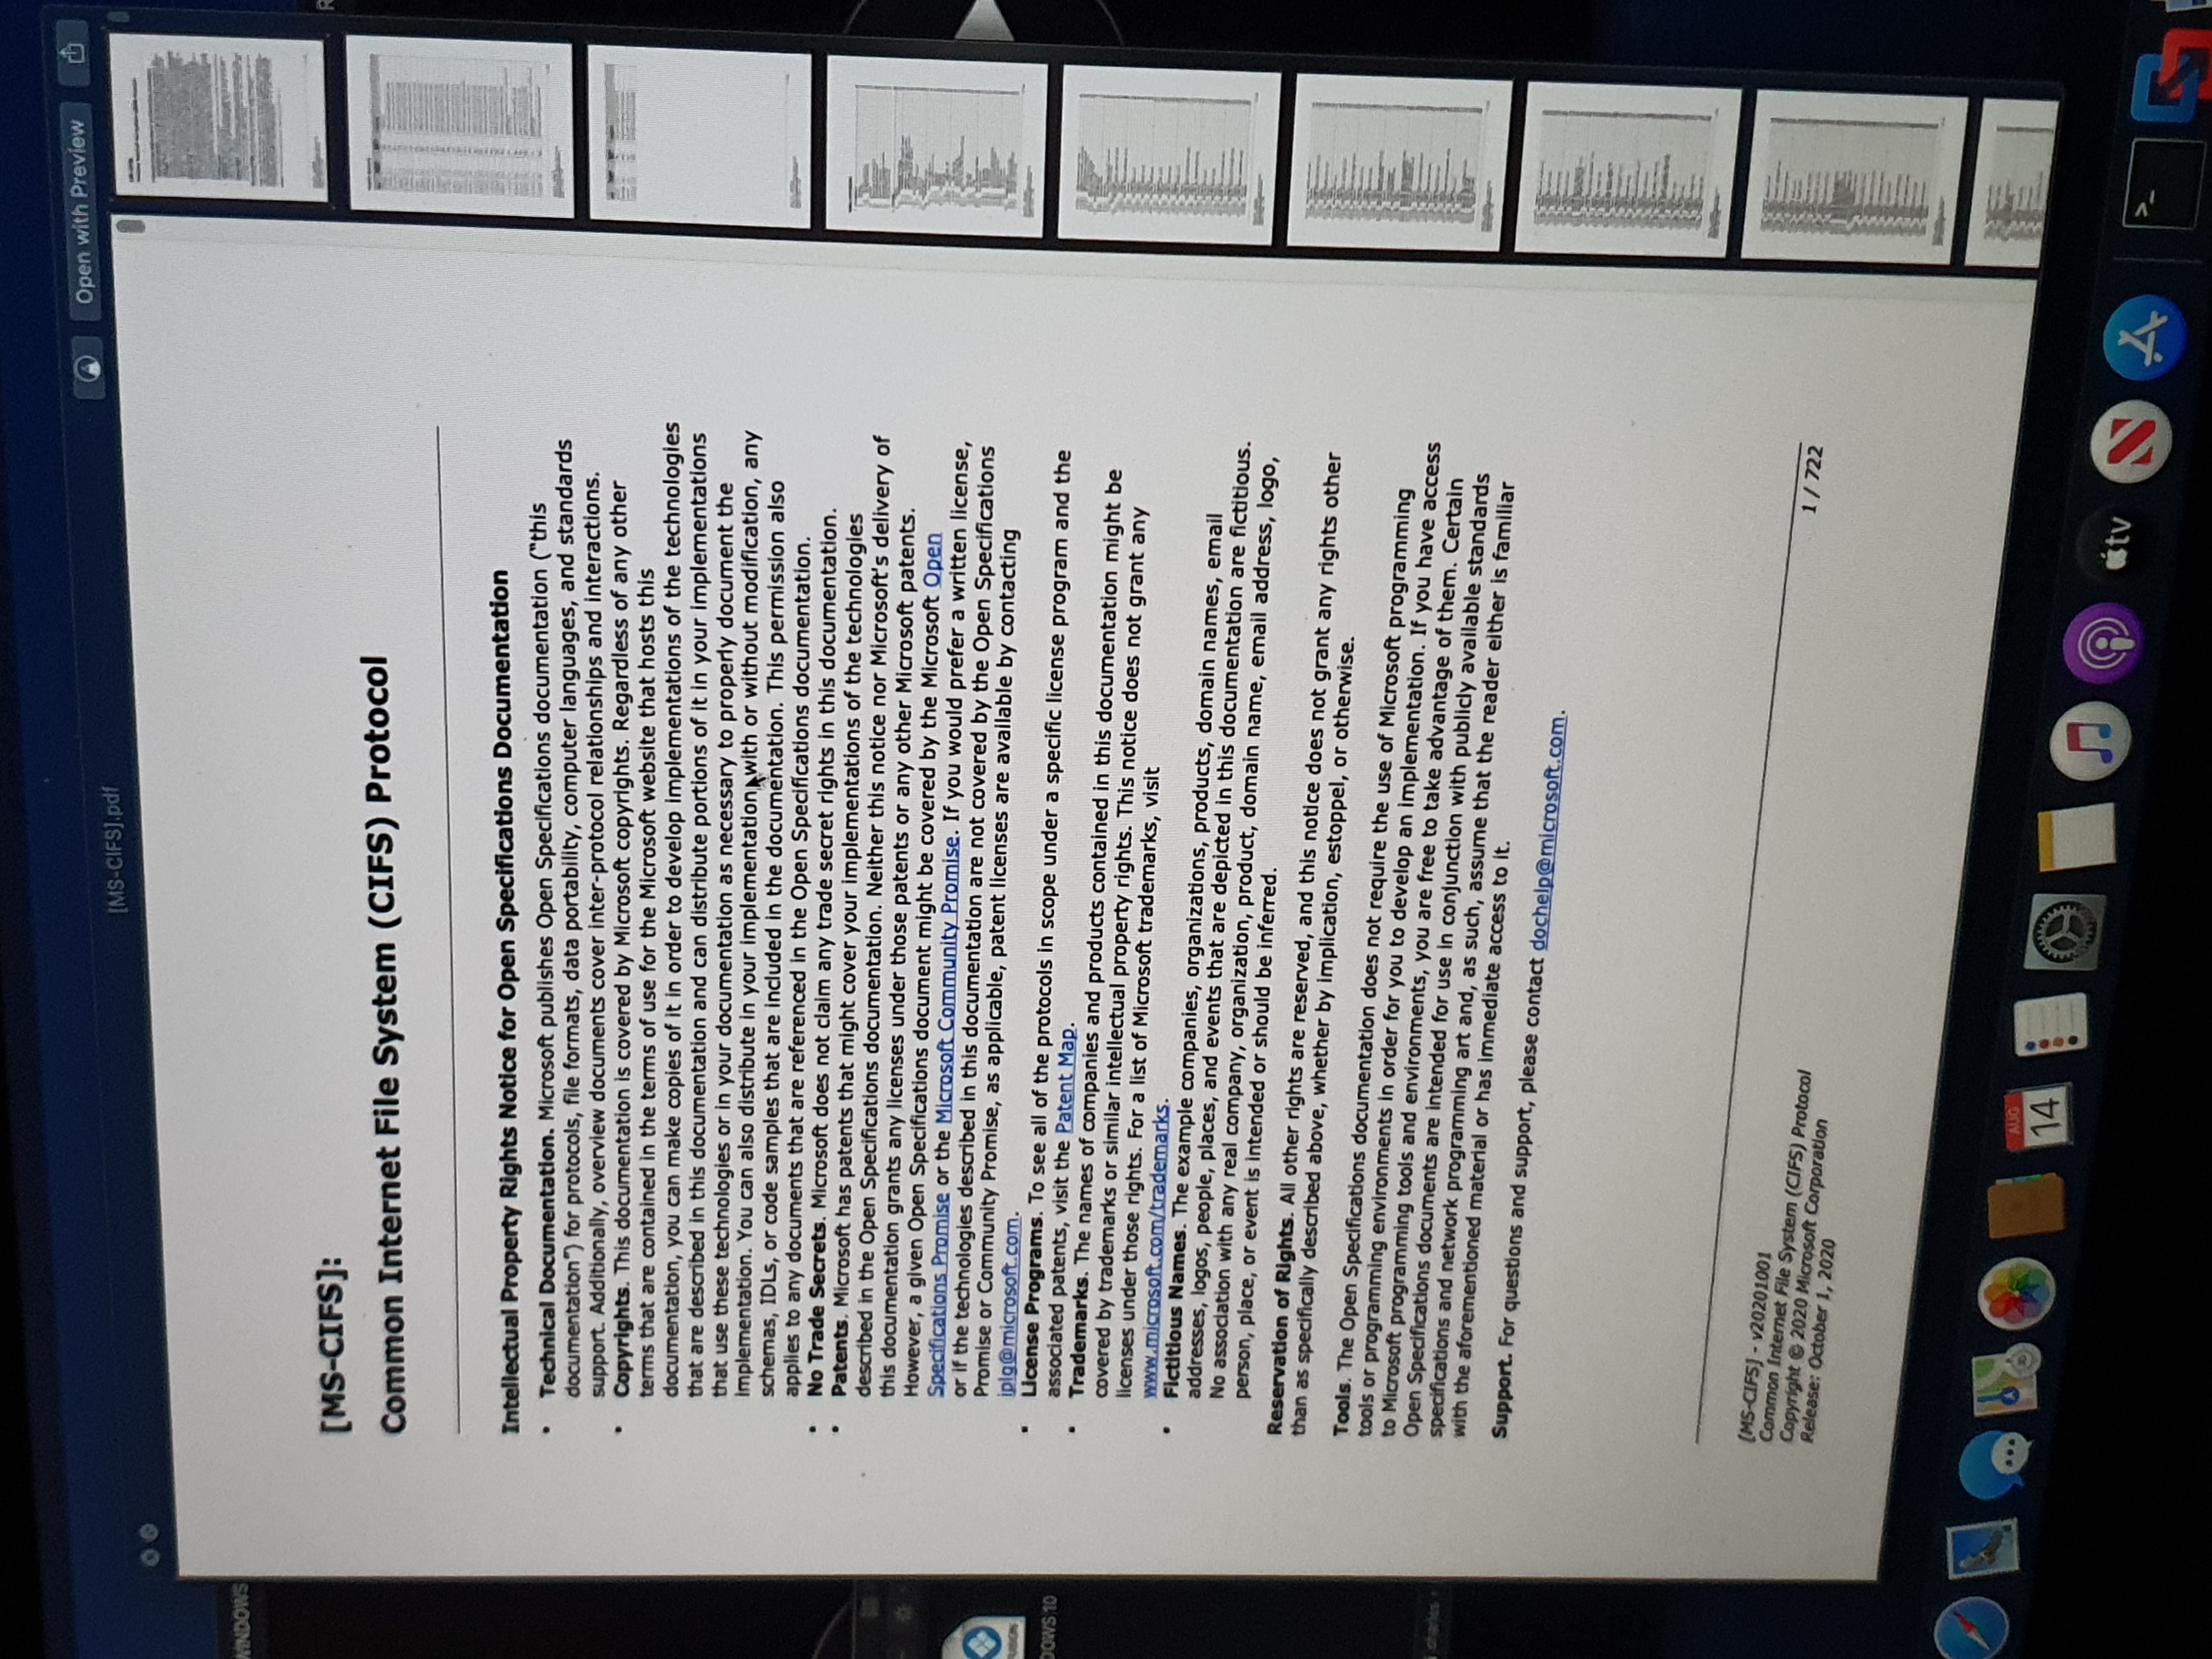 Open with Preview
[MS-CIFS].pdf
WINDOWS
[MS-CIFS]:
Common Internet File System (CIFS) Protocol
Intellectual Property Rights Notice for Open Specifications Documentation
• Technical Documentation. Microsoft publishes Open Specifications documentation ("this
documentation") for protocols, file formats, data portability, computer languages, and standards
support. Additionally, overview documents cover inter-protocol relationships and interactions.
• Copyrights. This documentation is covered by Microsoft copyrights. Regardless of any other
terms that are contained in the terms of use for the Microsoft website that hosts this
documentation, you can make copies of it in order to develop implementations of the technologies
that are described in this documentation and can distribute portions of it in your implementations
that use these technologies or in your documentation as necessary to properly document the
implementation. You can also distribute in your implementation, with or without modification, any
schemas, IDLs, or code samples that are included in the documentation. This permission also
applies to any documents that are referenced in the Open Specifications documentation.
• No Trade Secrets. Microsoft does not claim any trade secret rights in this documentation.
• Patents. Microsoft has patents that might cover your implementations of the technologies
described in the Open Specifications documentation. Neither this notice nor Microsoft's delivery of
this documentation grants any licenses under those patents or any other Microsoft patents.
However, a given Open Specifications document might be covered by the Microsoft Open
Specifications Promise or the Microsoft Community Promise. If you would prefer a written license,
or if the technologies described in this documentation are not covered by the Open Specifications
Promise or Community Promise, as applicable, patent licenses are available by contacting
iplg@microsoft.com.
• License Programs. To see all of the protocols in scope under a specific license program and the
associated patents, visit the Patent Map.
• Trademarks. The names of companies and products contained in this documentation might be
covered by trademarks or similar intellectual property rights. This notice does not grant any
licenses under those rights. For a list of Microsoft trademarks, visit
www.microsoft.com/trademarks.
• Fictitious Names. The example companies, organizations, products, domain names, email
addresses, logos, people, places, and events that are depicted in this documentation are fictitious.
No association with any real company, organization, product, domain name, email address, logo,
person, place, or event is intended or should be inferred.
Reservation of Rights. All other rights are reserved, and this notice does not grant any rights other
than as specifically described above, whether by implication, estoppel, or otherwise.
Tools. The Open Specifications documentation does not require the use of Microsoft programming
tools or programming environments in order for you to develop an implementation. If you have access
to Microsoft programming tools and environments, you are free to take advantage of them. Certain
Open Specifications documents are intended for use in conjunction with publicly available standards
specifications and network programming art and, as such, assume that the reader either is familiar
with the aforementioned material or has immediate access to it.
Support. For questions and support, please contact dochelp@microsoft.com.
[MS-CIFS] - v20201001
Common Internet File System (CIFS) Protocol
Copyright © 2020 Microsoft Corporation
Release: October 1, 2020
1 / 722
DOWS 10
charles
AUG
14
tv
>_